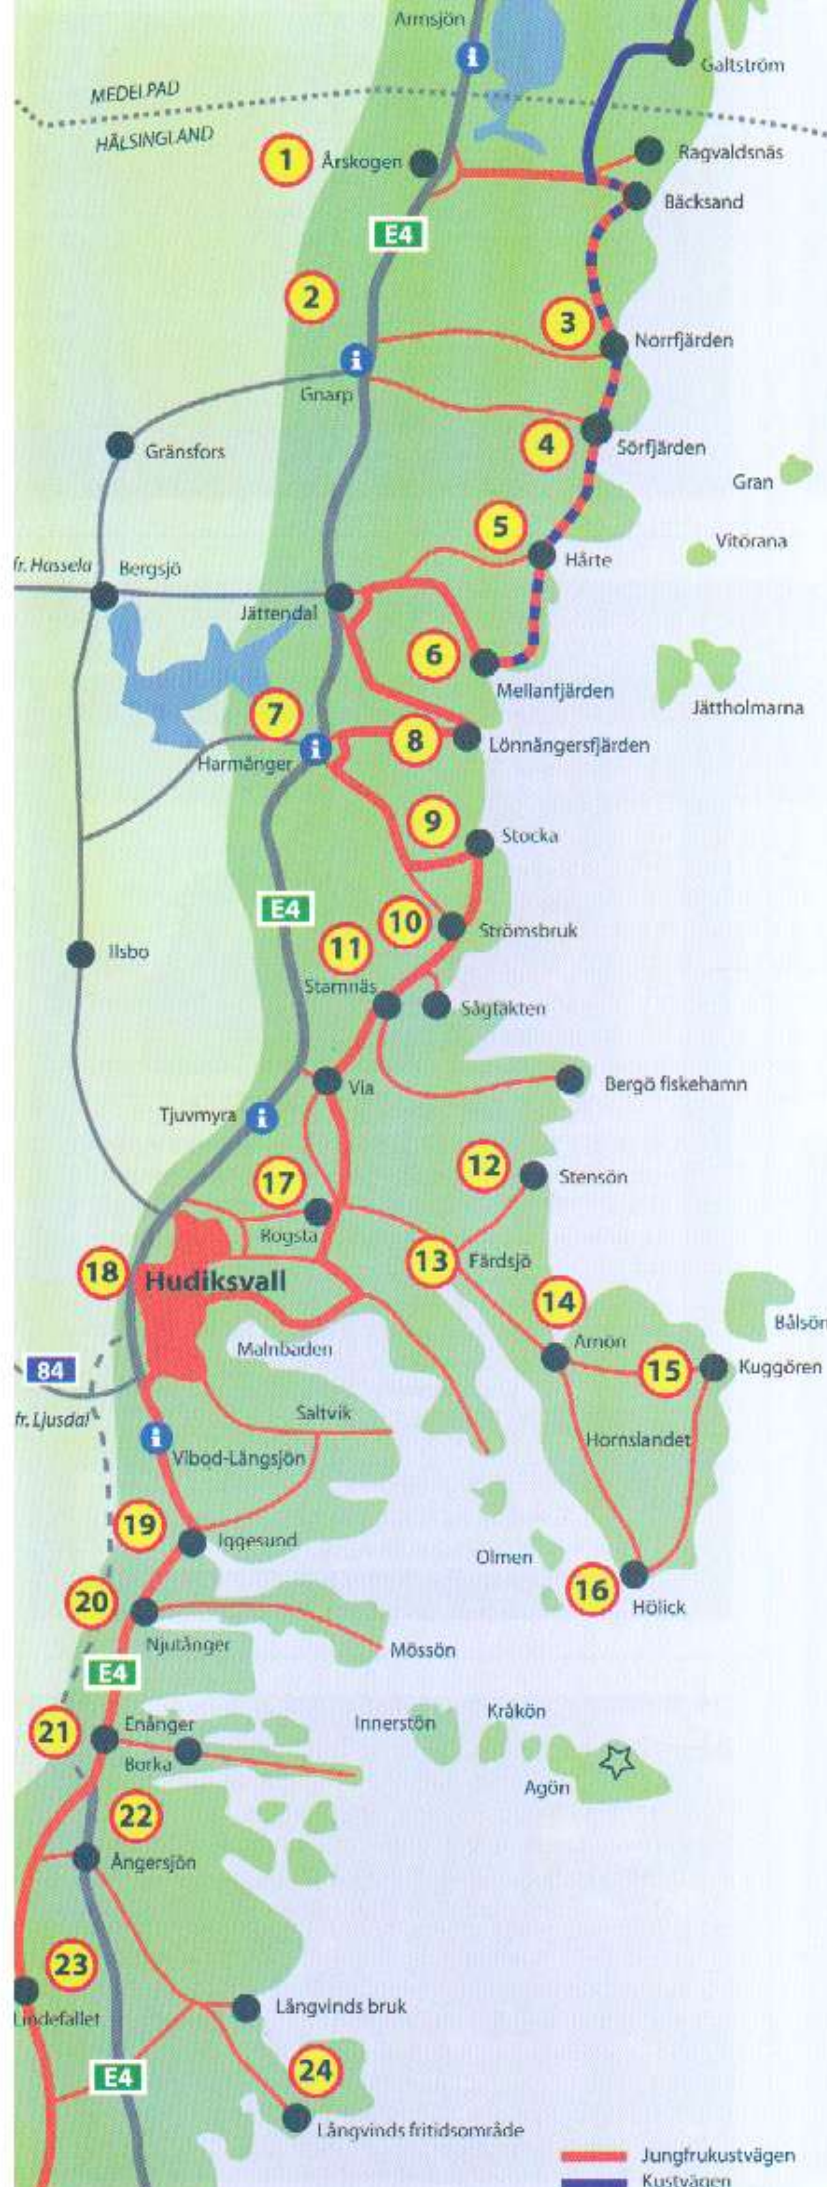 Armsjön
Galtström
MEDELPAD
HÄLSINGLAND
1
Årskogen
Ragvaldsnäs
Bäcksand
E4
2
3
Norrfjärden
Gnarp
4
Sörfjärden
Gränsfors
Gran
5
Vitörana
Hårte
fr. Hassela
Bergsjö
Jättendal
6
Mellanfjärden
Jättholmarna
7
8
Lönnångersfjärden
Harmånger
9
Stocka
E4
10
Strömsbruk
11
Ilsbo
Stamnäs
Sågtäkten
Via
Bergö fiskehamn
Tjuvmyra
12
Stensön
17
Rogsta
13
Färdsjö
18
Hudiksvall
14
Bålsön
Arnön
Malnbaden
84
15
Kuggören
fr. Ljusdal
Saltvik
Hornslandet
Vibod-Långsjön
19
Iggesund
Olmen
16
Hölick
20
Njutånger
Mössön
E4
21
Enånger
Borka
Innerstön
Kråkön
Agön
22
Ångersjön
23
Lindefallet
Långvinds bruk
E4
24
Långvinds fritidsområde
Jungfrukustvägen
Kustvägen